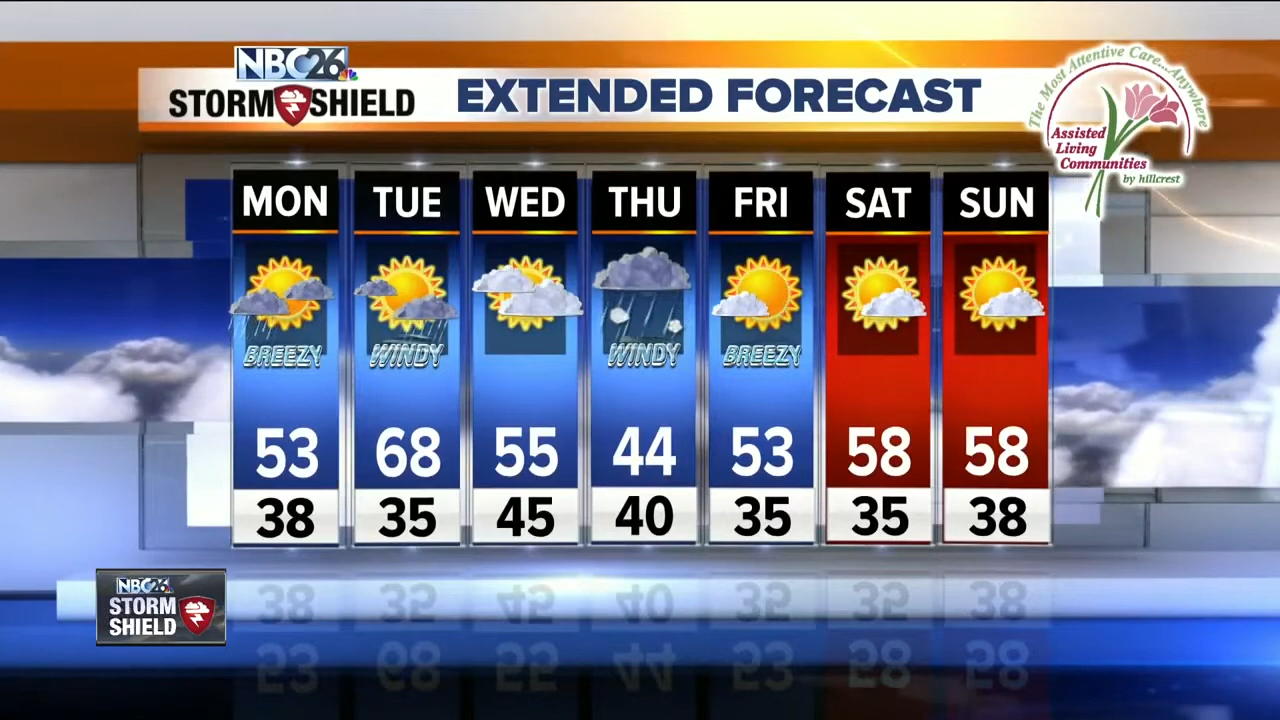 NBC26
STORM SHIELD
EXTENDED FORECAST
The Most Attentive Care...Anywhere
Assisted
Living
Communities
by hillcrest
MON TUE WED THU FRI SAT SUN
BREEZY WINDY WINDY BREEZY
53 68 55 44 53 58 58
38 35 45 40 35 35 38
NBC26
STORM
SHIELD